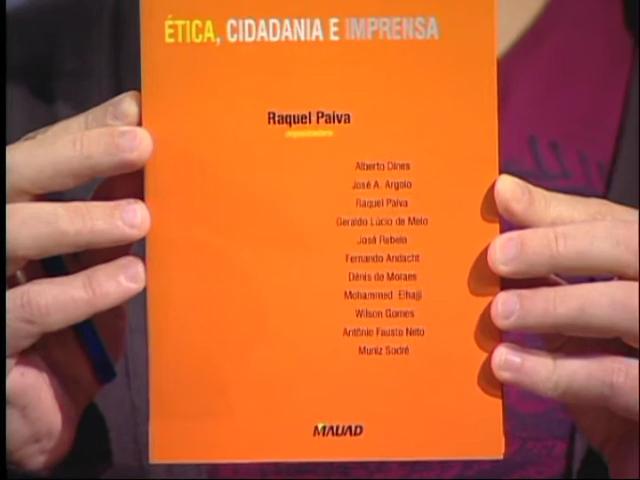 ÉTICA, CIDADANIA E IMPRENSA
Raquel Paiva
organizadora
Alberto Dines
José A. Argolo
Raquel Paiva
Geraldo Lúcio de Melo
José Rebelo
Fernando Andacht
Dênis de Moraes
Mohammed Elhajji
Wilson Gomes
Antônio Fausto Neto
Muniz Sodré
MAUAD